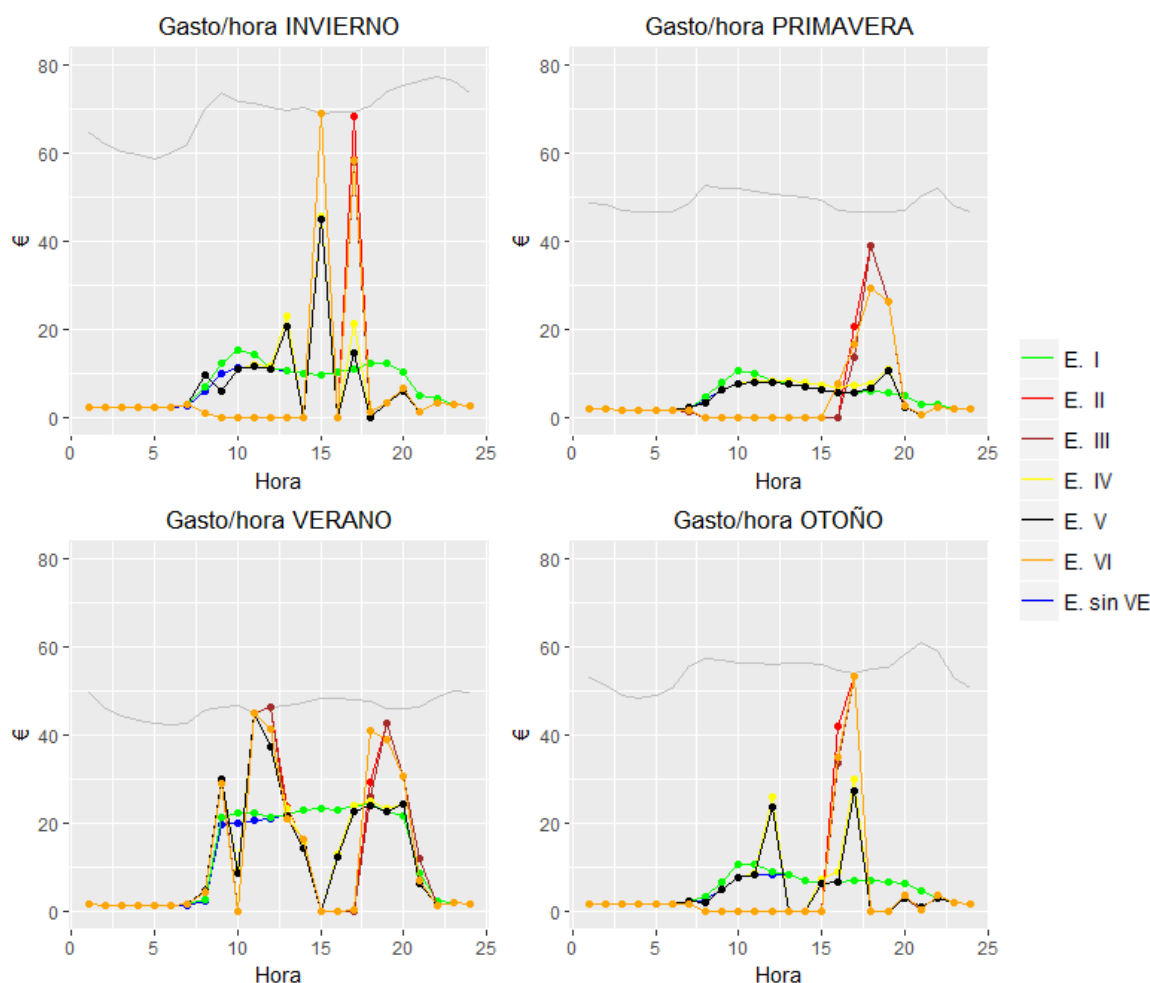 Gasto/hora INVIERNO
80
60
40
20
0
€
0 5 10 15 20 25
Hora
Gasto/hora PRIMAVERA
80
60
40
20
0
€
0 5 10 15 20 25
Hora
E. I
E. II
E. III
E. IV
E. V
E. VI
E. sin VE
Gasto/hora VERANO
80
60
40
20
0
€
0 5 10 15 20 25
Hora
Gasto/hora OTOÑO
80
60
40
20
0
€
0 5 10 15 20 25
Hora